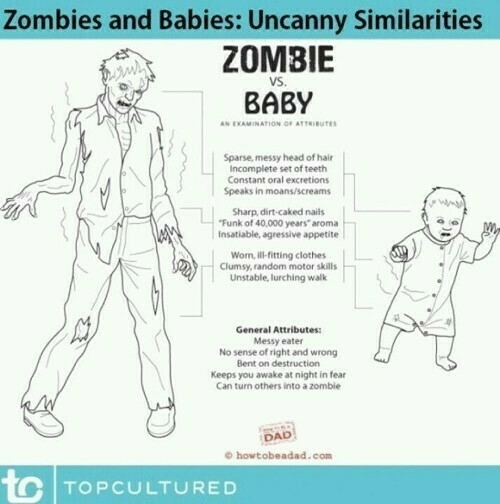 Zombies and Babies: Uncanny Similarities
ZOMBIE
VS.
BABY
AN EXAMINATION OF ATTRIBUTES
Sparse, messy head of hair
Incomplete set of teeth
Constant oral excretions
Speaks in moans/screams
Sharp, dirt-caked nails
"Funk of 40,000 years" aroma
Insatiable, agressive appetite
Worn, ill-fitting clothes
Clumsy, random motor skills
Unstable, lurching walk
General Attributes:
Messy eater
No sense of right and wrong
Bent on destruction
Keeps you awake at night in fear
Can turn others into a zombie
HOW TO BE A
DAD
© howtobeadad.com
tc TOPCULTURED